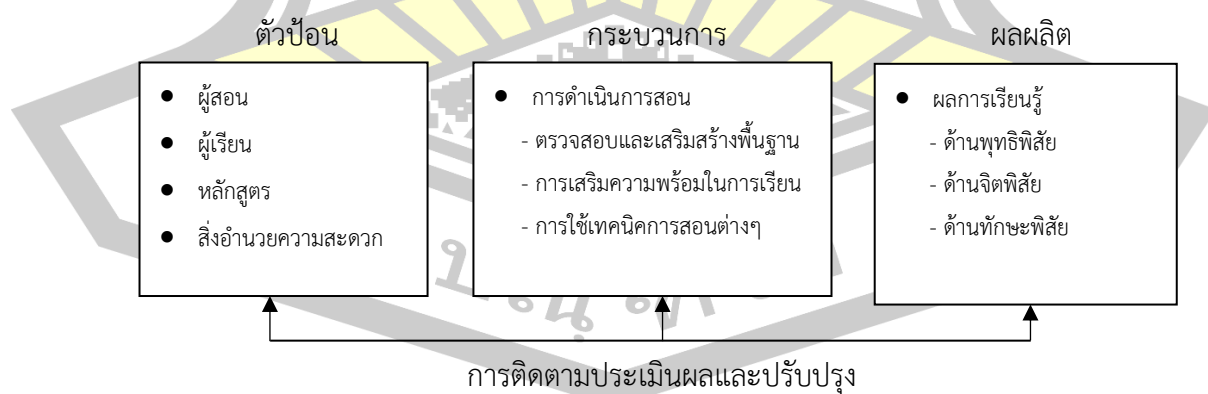 ตัวป้อน
● ผู้สอน
● ผู้เรียน
● หลักสูตร
● สิ่งอำนวยความสะดวก
กระบวนการ
● การดำเนินการสอน
- ตรวจสอบและเสริมสร้างพื้นฐาน
- การเสริมความพร้อมในการเรียน
- การใช้เทคนิคการสอนต่างๆ
ผลผลิต
● ผลการเรียนรู้
- ด้านพุทธิพิสัย
- ด้านจิตพิสัย
- ด้านทักษะพิสัย
การติดตามประเมินผลและปรับปรุง